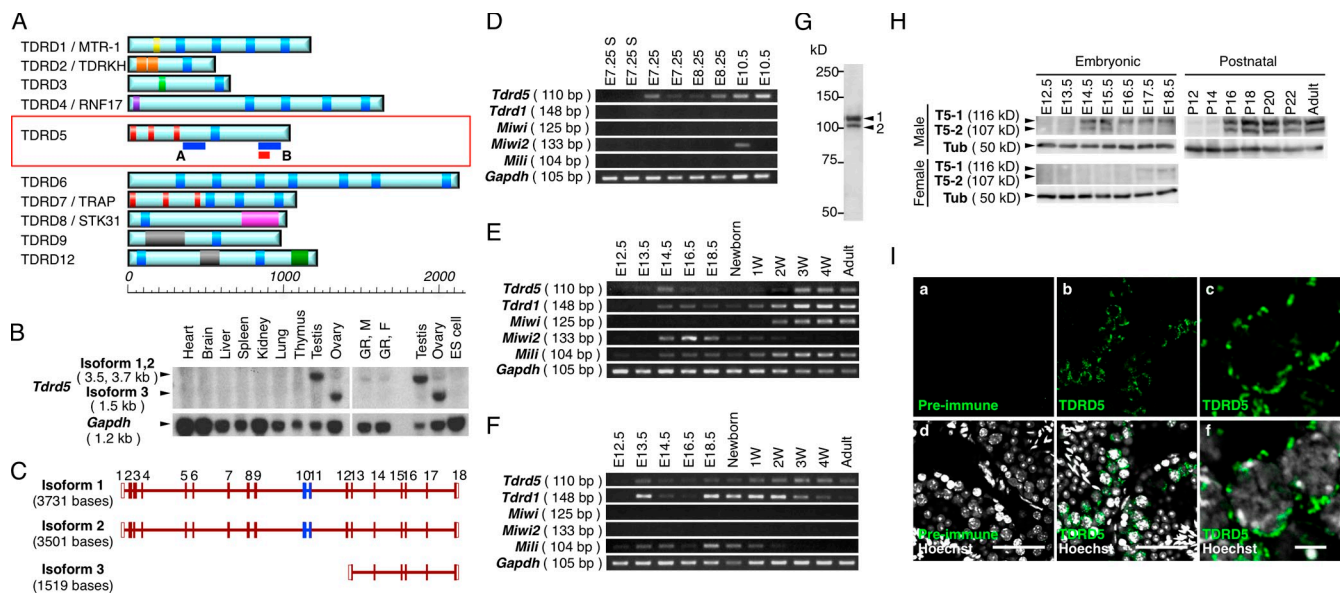 A
TDRD1 / MTR-1
TDRD2 / TDRKH
TDRD3
TDRD4 / RNF17
TDRD5
A B
TDRD6
TDRD7 / TRAP
TDRD8 / STK31
TDRD9
TDRD12
0 1000 2000
B
Heart Brain Liver Spleen Kidney Lung Thymus Testis Ovary GR, M GR, F Testis Ovary ES cell
Isoform 1,2
( 3.5, 3.7 kb )
Tdrd5
Isoform 3
( 1.5 kb )
Gapdh
( 1.2 kb )
C
1 2 3 4 5 6 7 8 9 10 11 12 13 14 15 16 17 18
Isoform 1
(3731 bases)
Isoform 2
(3501 bases)
Isoform 3
(1519 bases)
D
E7.25 S E7.25 S E7.25 E7.25 E8.25 E8.25 E10.5 E10.5
Tdrd5 ( 110 bp )
Tdrd1 ( 148 bp )
Miwi ( 125 bp )
Miwi2 ( 133 bp )
Mili ( 104 bp )
Gapdh ( 105 bp )
E
E12.5 E13.5 E14.5 E16.5 E18.5 Newborn 1W 2W 3W 4W Adult
Tdrd5 ( 110 bp )
Tdrd1 ( 148 bp )
Miwi ( 125 bp )
Miwi2 ( 133 bp )
Mili ( 104 bp )
Gapdh ( 105 bp )
F
E12.5 E13.5 E14.5 E16.5 E18.5 Newborn 1W 2W 3W 4W Adult
Tdrd5 ( 110 bp )
Tdrd1 ( 148 bp )
Miwi ( 125 bp )
Miwi2 ( 133 bp )
Mili ( 104 bp )
Gapdh ( 105 bp )
G
kD
250
150
1
100
2
75
50
H
Embryonic Postnatal
E12.5 E13.5 E14.5 E15.5 E16.5 E17.5 E18.5 P12 P14 P16 P18 P20 P22 Adult
Male
T5-1 (116 kD)
T5-2 (107 kD)
Tub (50 kD)
Female
T5-1 (116 kD)
T5-2 (107 kD)
Tub (50 kD)
I
a b c
Pre-immune TDRD5 TDRD5
d e f
Pre-immune TDRD5 TDRD5
Hoechst Hoechst Hoechst